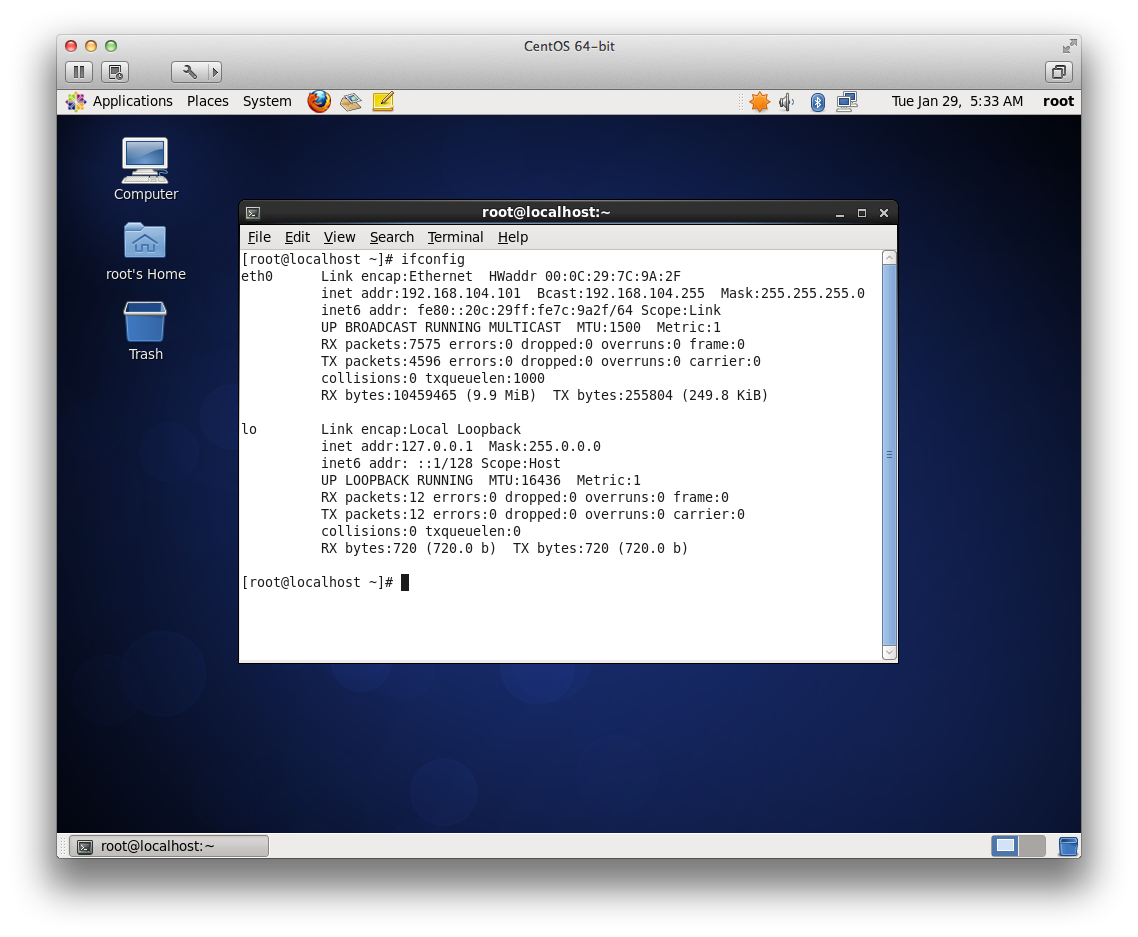 CentOS 64-bit
Applications Places System Tue Jan 29, 5:33 AM root
Computer
root's Home
Trash
root@localhost:~
File Edit View Search Terminal Help
[root@localhost ~]# ifconfig
eth0      Link encap:Ethernet  HWaddr 00:0C:29:7C:9A:2F
          inet addr:192.168.104.101  Bcast:192.168.104.255  Mask:255.255.255.0
          inet6 addr: fe80::20c:29ff:fe7c:9a2f/64 Scope:Link
          UP BROADCAST RUNNING MULTICAST  MTU:1500  Metric:1
          RX packets:7575 errors:0 dropped:0 overruns:0 frame:0
          TX packets:4596 errors:0 dropped:0 overruns:0 carrier:0
          collisions:0 txqueuelen:1000
          RX bytes:10459465 (9.9 MiB)  TX bytes:255804 (249.8 KiB)
lo        Link encap:Local Loopback
          inet addr:127.0.0.1  Mask:255.0.0.0
          inet6 addr: ::1/128 Scope:Host
          UP LOOPBACK RUNNING  MTU:16436  Metric:1
          RX packets:12 errors:0 dropped:0 overruns:0 frame:0
          TX packets:12 errors:0 dropped:0 overruns:0 carrier:0
          collisions:0 txqueuelen:0
          RX bytes:720 (720.0 b)  TX bytes:720 (720.0 b)
[root@localhost ~]#
root@localhost:~